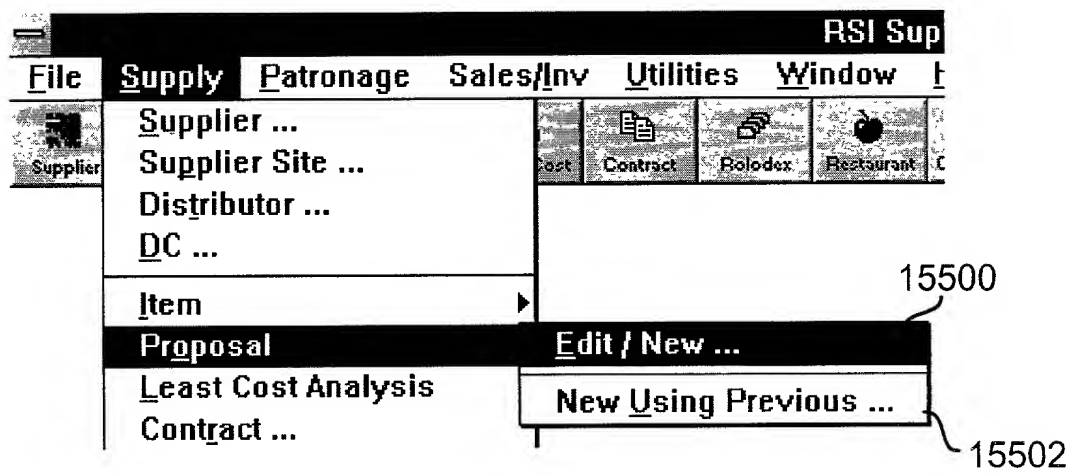 RSI Sup
File Supply Patronage Sales/Inv Utilities Window H
Supplier Cost Contract Rolodex Restaurant C
Supplier ...
Supplier Site ...
Distributor ...
DC ...
Item
Proposal
Least Cost Analysis
Contract ...
15500
Edit / New ...
New Using Previous ...
15502